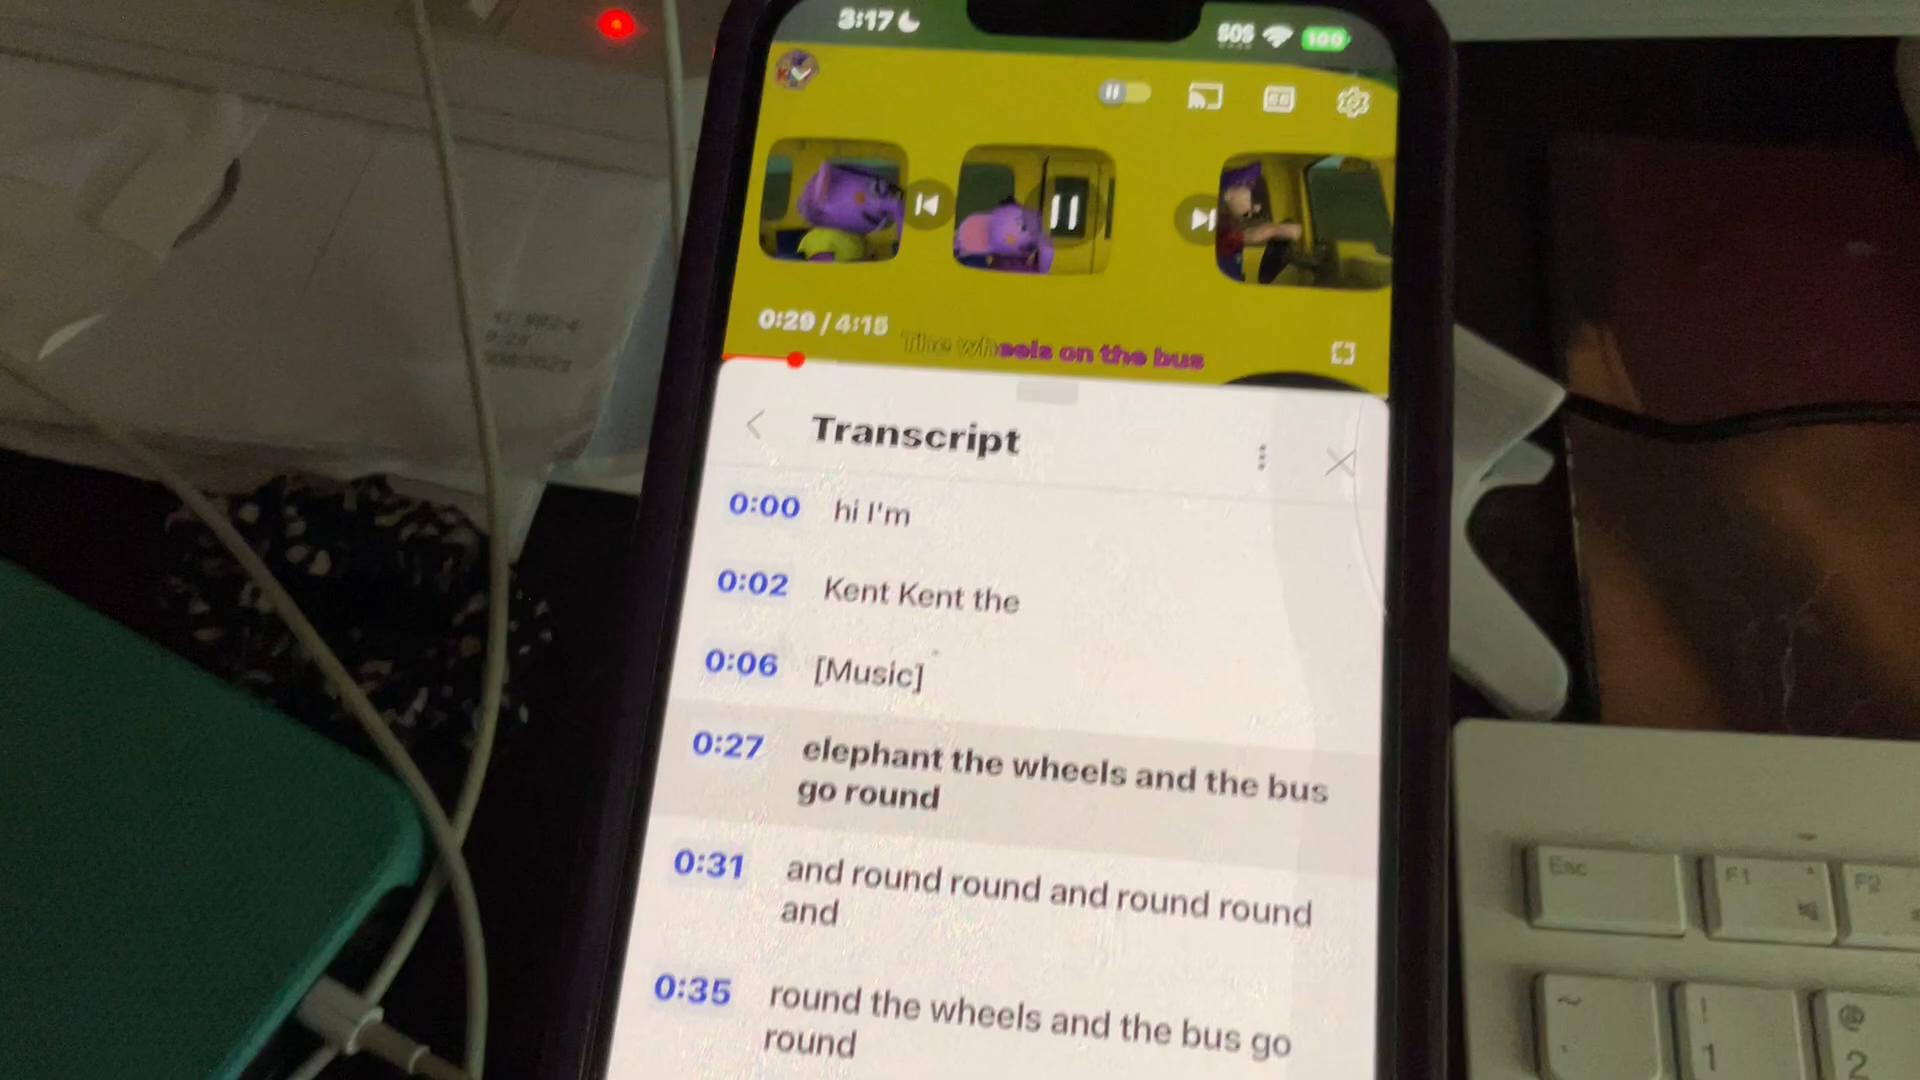 3:17
SOS
100
0:29 / 4:15
The wheels on the bus
Transcript
0:00 hi I'm
0:02 Kent Kent the
0:06 [Music]
0:27 elephant the wheels and the bus
go round
0:31 and round round and round round
and
0:35 round the wheels and the bus go
round
Esc
F1
F2
~
!
1
@
2